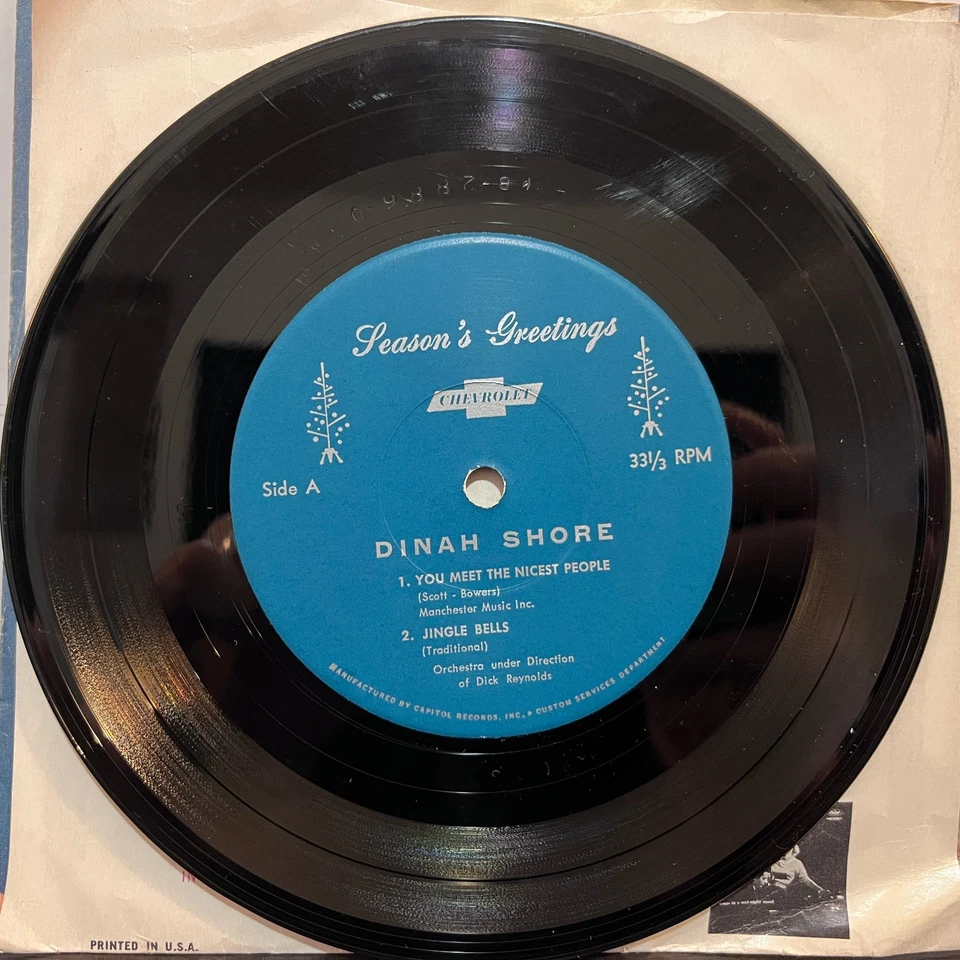 Season's Greetings
CHEVROLET
Side A
33⅓ RPM
DINAH SHORE
1. YOU MEET THE NICEST PEOPLE
(Scott - Bowers)
Manchester Music Inc.
2. JINGLE BELLS
(Traditional)
Orchestra under Direction
of Dick Reynolds
MANUFACTURED BY CAPITOL RECORDS, INC. • CUSTOM SERVICES DEPARTMENT
IN
PRINTED IN U.S.A.